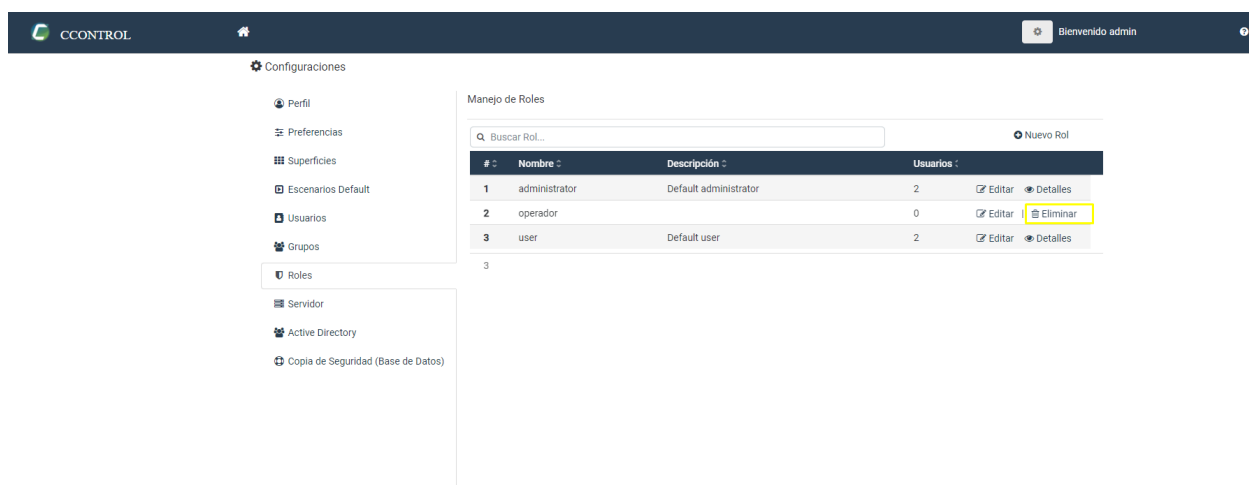 CCONTROL
Bienvenido admin
Configuraciones
Perfil
Preferencias
Superficies
Escenarios Default
Usuarios
Grupos
Roles
Servidor
Active Directory
Copia de Seguridad (Base de Datos)
Manejo de Roles
Buscar Rol...
Nuevo Rol
# Nombre Descripción Usuarios
1 administrator Default administrator 2 Editar Detalles
2 operador 0 Editar | Eliminar
3 user Default user 2 Editar Detalles
3